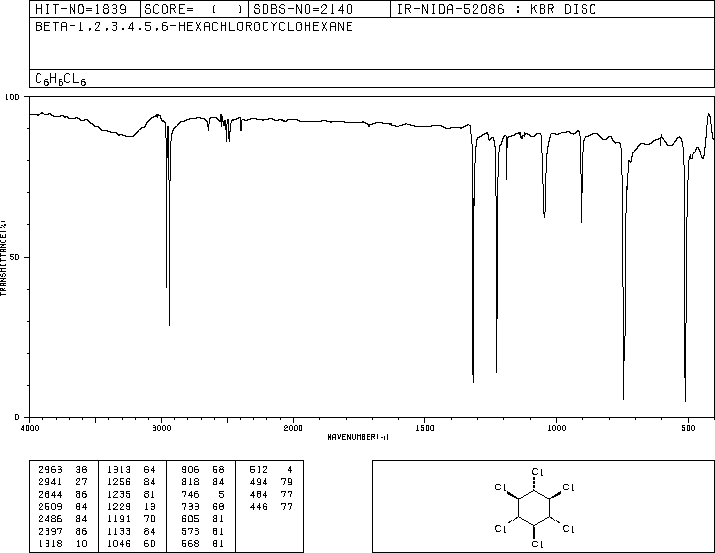 HIT-NO=1839 SCORE= ( ) SDBS-NO=2140 IR-NIDA-52086 : KBR DISC
BETA-1,2,3,4,5,6-HEXACHLOROCYCLOHEXANE
C6H6CL6
100
50
0
TRANSMITTANCE(%)
4000 3000 2000 1500 1000 500
WAVENUMBER(-1)
2963 38 1313 64 906 58 512 4
2941 27 1256 84 818 84 494 79
2644 86 1235 81 746 5 484 77
2509 84 1229 13 733 68 446 77
2486 84 1191 70 605 81
2397 86 1133 84 573 81
1318 10 1046 60 568 81
Cl
Cl Cl
Cl Cl
Cl